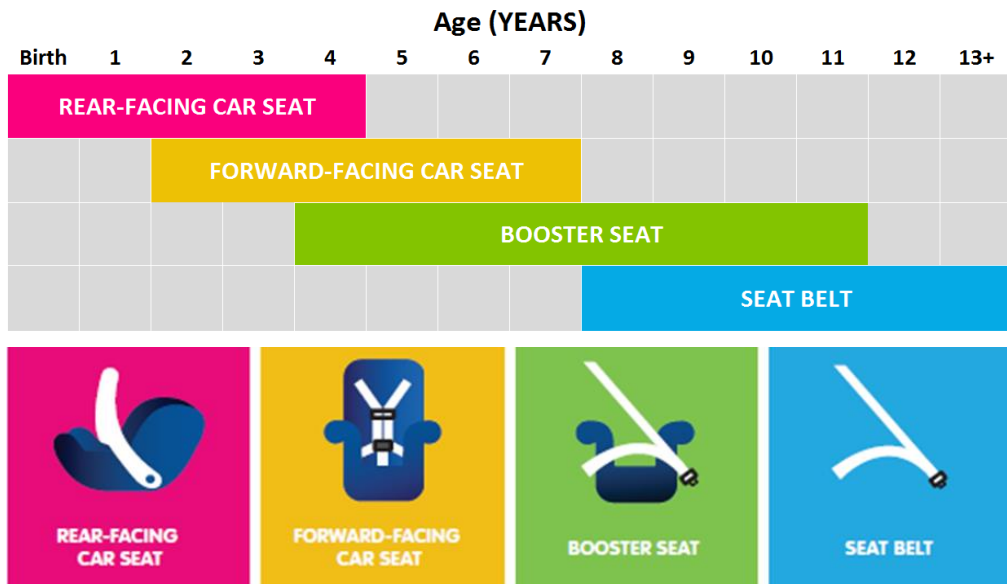 Age (YEARS)
Birth 1 2 3 4 5 6 7 8 9 10 11 12 13+
REAR-FACING CAR SEAT
FORWARD-FACING CAR SEAT
BOOSTER SEAT
SEAT BELT
REAR-FACING
CAR SEAT
FORWARD-FACING
CAR SEAT
BOOSTER SEAT
SEAT BELT